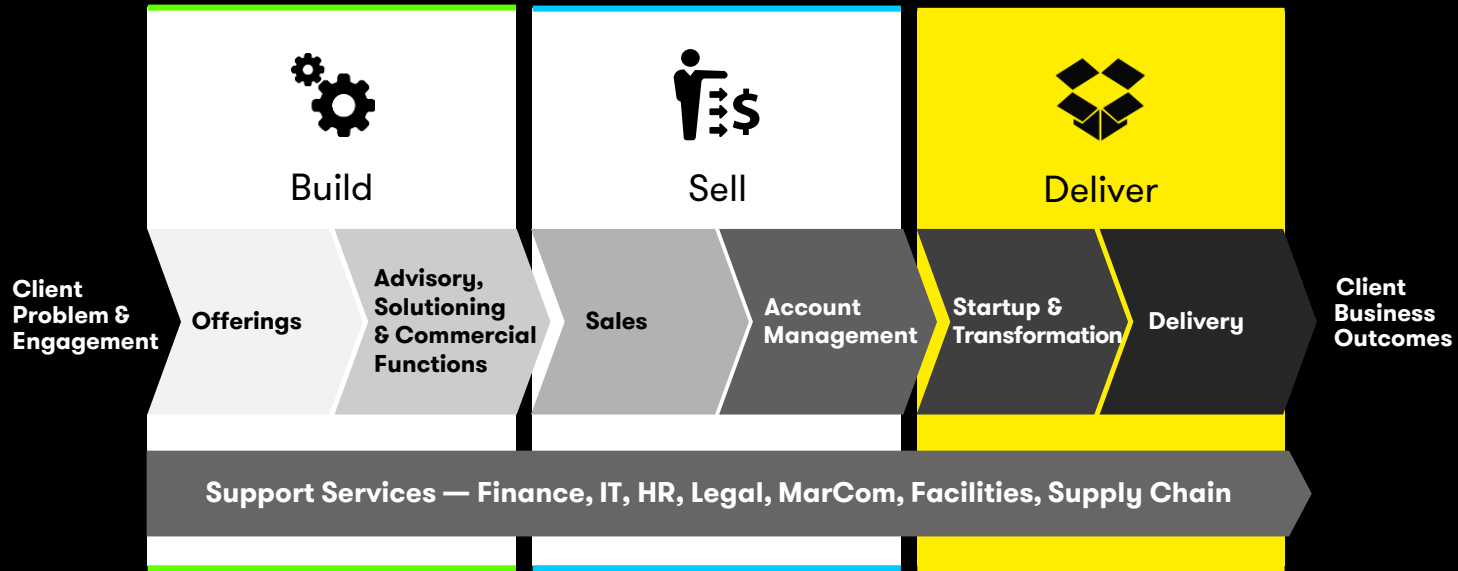 Build
Sell
Deliver
Client
Problem &
Engagement
Offerings
Advisory,
Solutioning
& Commercial
Functions
Sales
Account
Management
Startup &
Transformation
Delivery
Client
Business
Outcomes
Support Services — Finance, IT, HR, Legal, MarCom, Facilities, Supply Chain